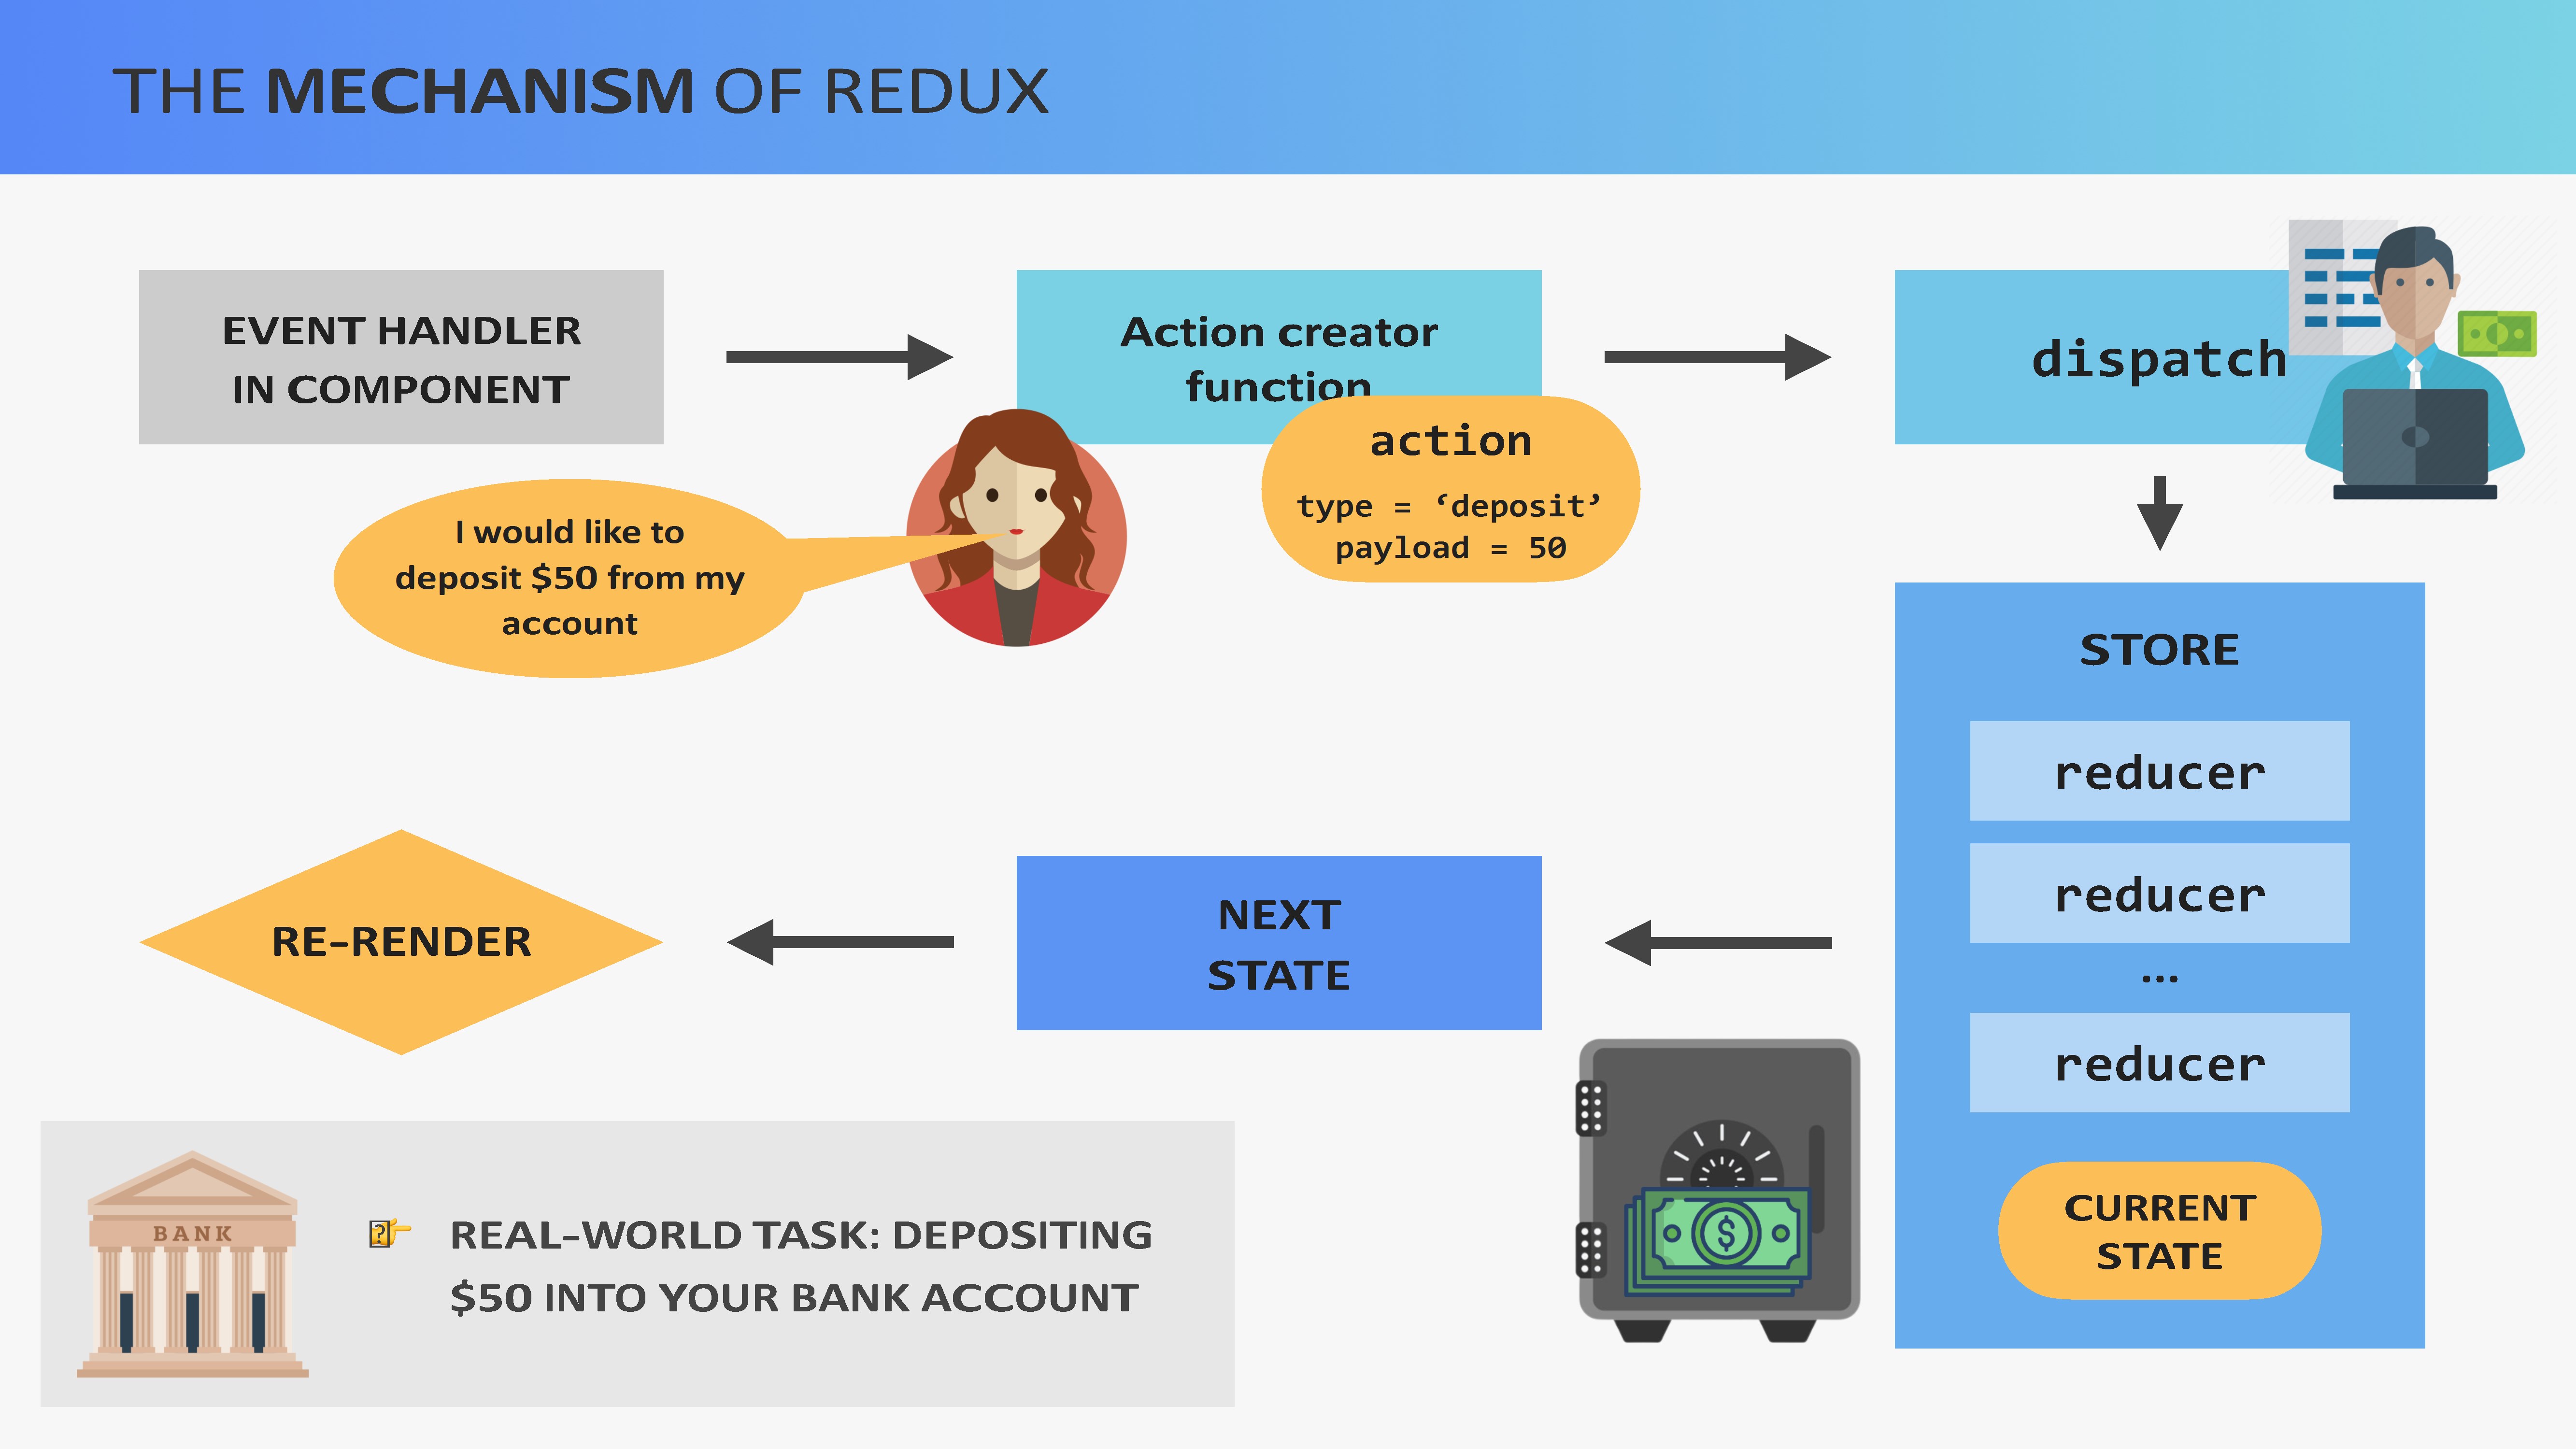 THE MECHANISM OF REDUX
EVENT HANDLER
IN COMPONENT
Action creator
function
dispatch
action
type = ‘deposit’
payload = 50
I would like to
deposit $50 from my
account
STORE
reducer
reducer
...
reducer
CURRENT
STATE
NEXT
STATE
RE-RENDER
BANK
REAL-WORLD TASK: DEPOSITING
$50 INTO YOUR BANK ACCOUNT
$